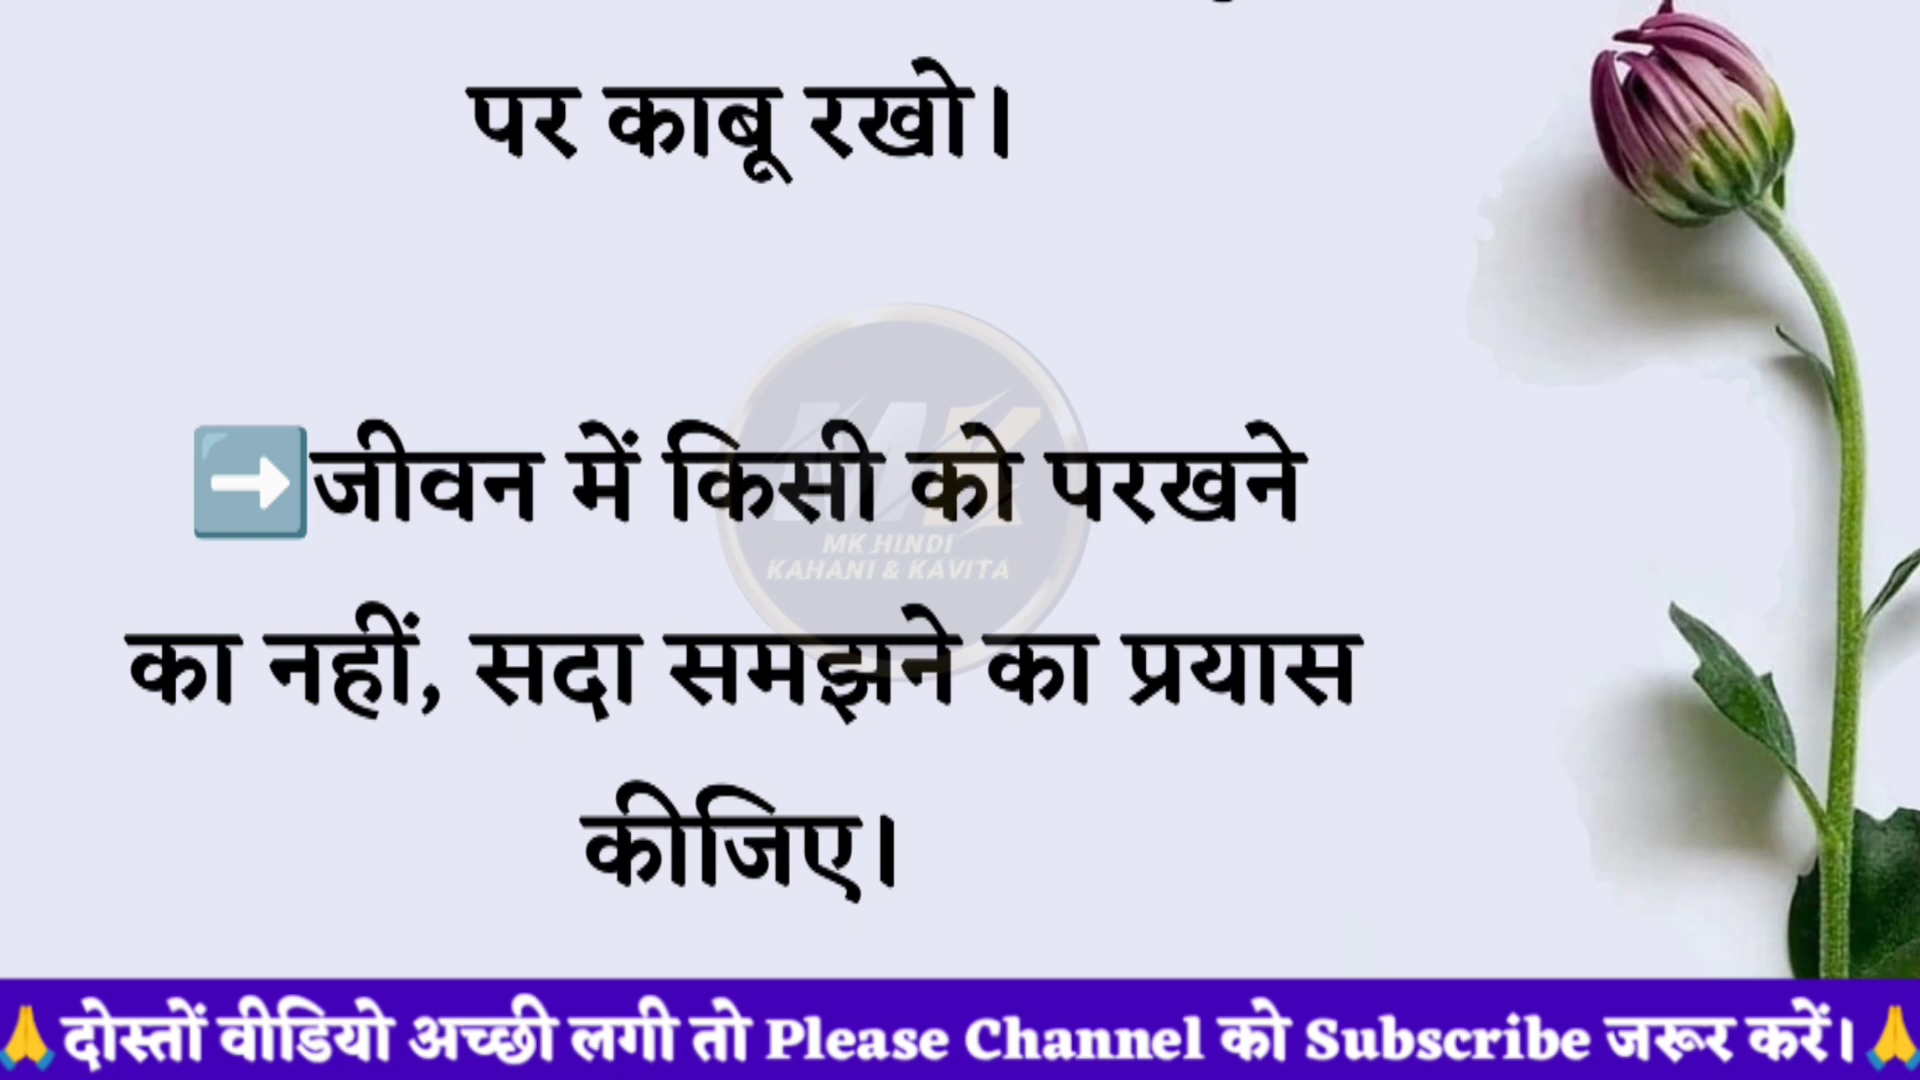 पर काबू रखो।
➡️जीवन में किसी को परखने
MK
MK HINDI
KAHANI & KAVITA
का नहीं, सदा समझने का प्रयास
कीजिए।
🙏दोस्तों वीडियो अच्छी लगी तो Please Channel को Subscribe जरूर करें।🙏